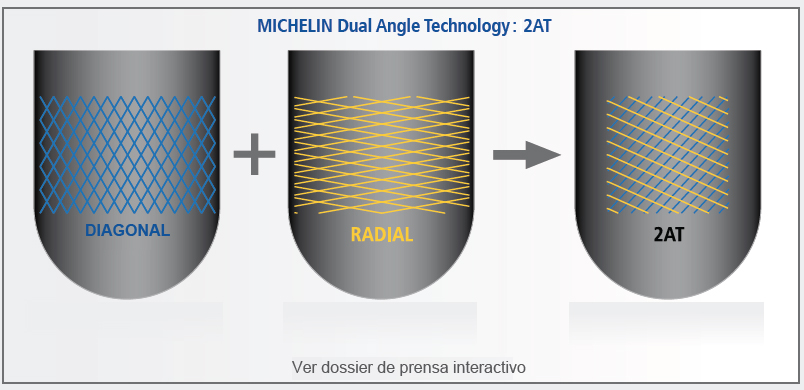 MICHELIN Dual Angle Technology: 2AT
DIAGONAL
RADIAL
2AT
Ver dossier de prensa interactivo